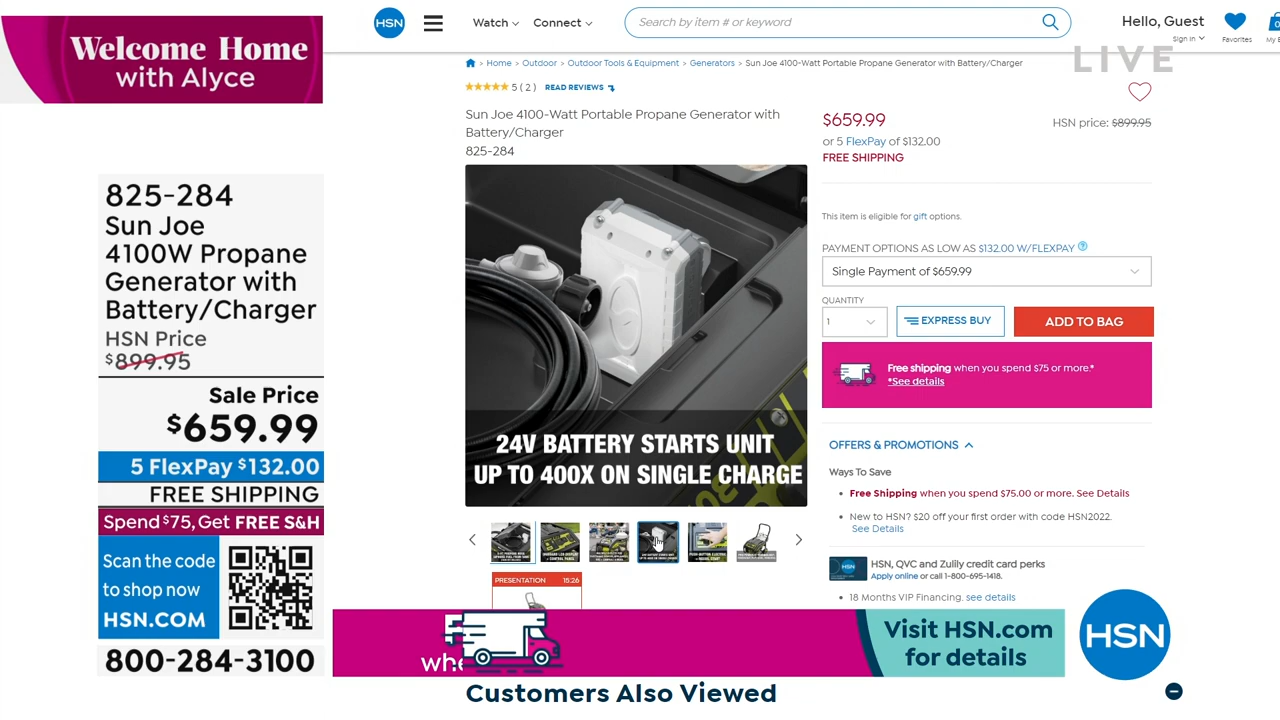 Welcome Home
with Alyce
825-284
Sun Joe
4100W Propane
Generator with
Battery/Charger
HSN Price
$899.95
Sale Price
$659.99
5 FlexPay $132.00
FREE SHIPPING
Spend $75, Get FREE S&H
Scan the code
to shop now
HSN.COM
800-284-3100
HSN
Watch
Connect
Search by item # or keyword
Hello, Guest
Sign In
Favorites
0
LIVE
> Home > Outdoor > Outdoor Tools & Equipment > Generators > Sun Joe 4100-Watt Portable Propane Generator with Battery/Charger
5 ( 2 ) READ REVIEWS
Sun Joe 4100-Watt Portable Propane Generator with
Battery/Charger
825-284
24V BATTERY STARTS UNIT
UP TO 400X ON SINGLE CHARGE
PRESENTATION 15:26
$659.99
HSN price: $899.95
or 5 FlexPay of $132.00
FREE SHIPPING
This item is eligible for gift options.
PAYMENT OPTIONS AS LOW AS $132.00 W/FLEXPAY ?
Single Payment of $659.99
QUANTITY
1
EXPRESS BUY
ADD TO BAG
Free shipping when you spend $75 or more.*
*See details
OFFERS & PROMOTIONS
Ways To Save
• Free Shipping when you spend $75.00 or more. See Details
• New to HSN? $20 off your first order with code HSN2022.
See Details
HSN
HSN, QVC and Zulily credit card perks
Apply online or call 1-800-695-1418.
• 18 Months VIP Financing. see details
whe
Visit HSN.com
for details
HSN
Customers Also Viewed